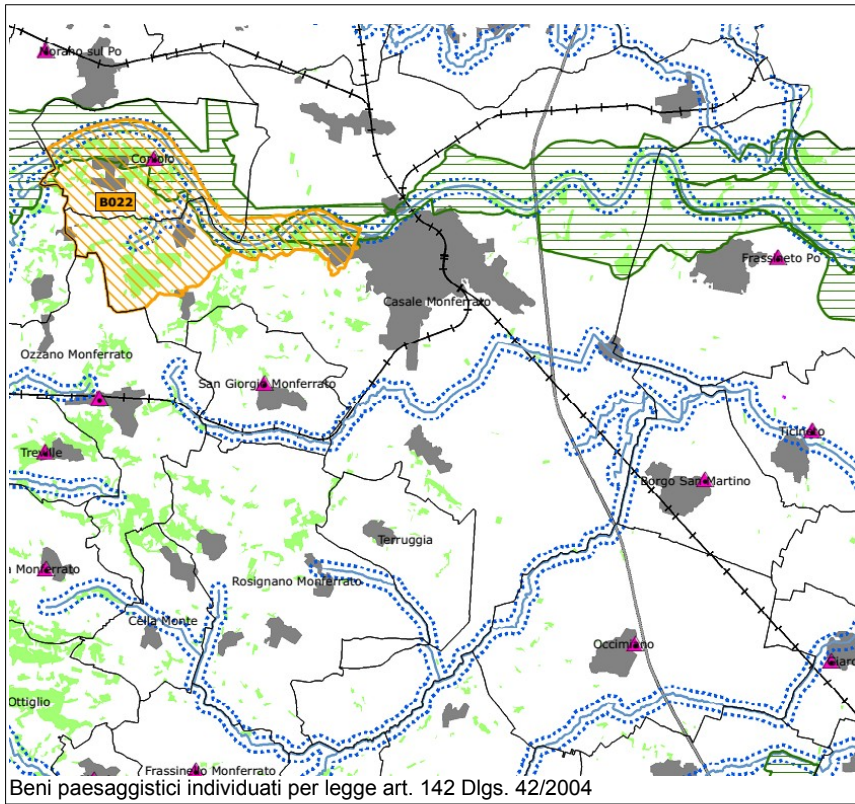 Morano sul Po
Coniolo
B022
Frassineto Po
Casale Monferrato
Ozzano Monferrato
San Giorgio Monferrato
Ticineto
Treville
Borgo San Martino
Terruggia
a Monferrato
Rosignano Monferrato
Cella Monte
Occimiano
Giaro
Ottiglio
Frassinello Monferrato
Beni paesaggistici individuati per legge art. 142 Dlgs. 42/2004